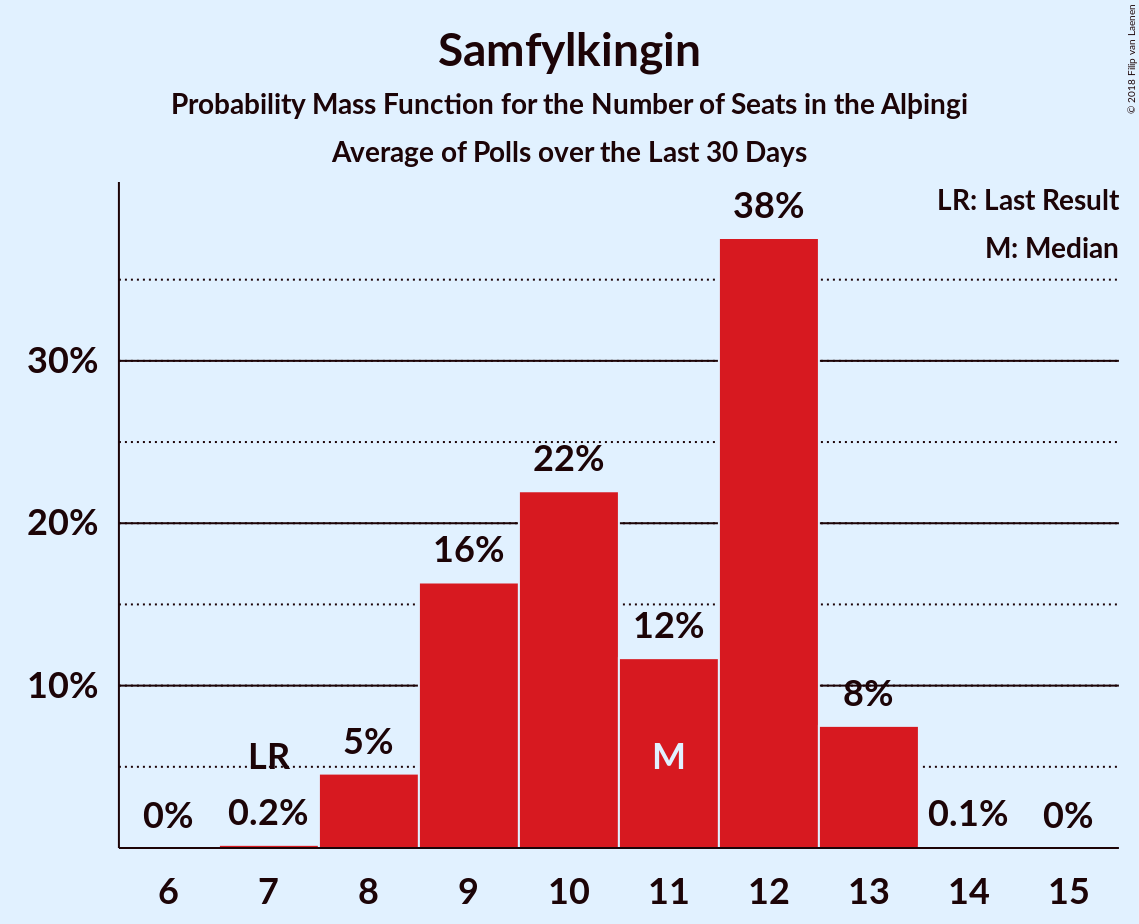 Samfylkingin
Probability Mass Function for the Number of Seats in the Alþingi
Average of Polls over the Last 30 Days
© 2018 Filip van Laenen
LR: Last Result
M: Median
38%
30%
22%
20%
16%
12%
10%
8%
5%
LR
M
0%
0.2%
0.1%
0%
6 7 8 9 10 11 12 13 14 15